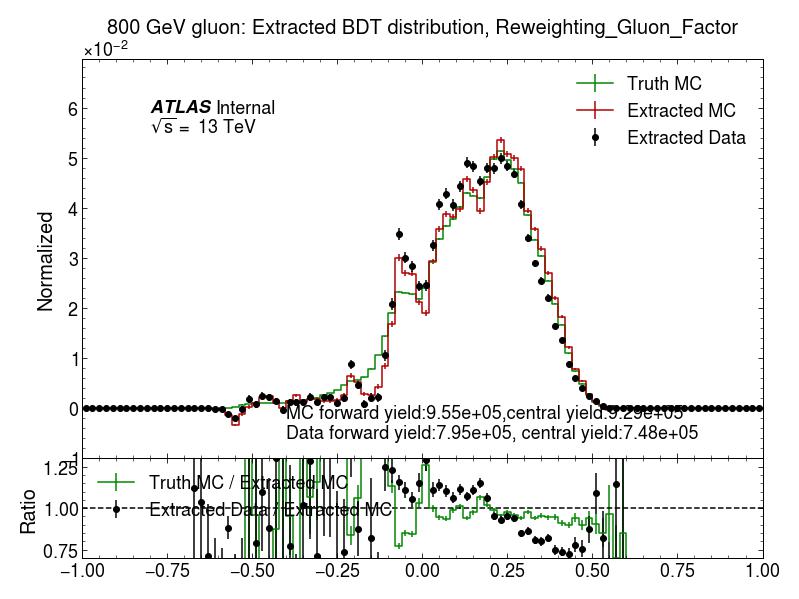 800 GeV gluon: Extracted BDT distribution, Reweighting_Gluon_Factor
×10⁻²
ATLAS Internal
√s = 13 TeV
Truth MC
Extracted MC
Extracted Data
Normalized
6
5
4
3
2
1
0
MC forward yield:9.55e+05,central yield:9.29e+05
Data forward yield:7.95e+05, central yield:7.48e+05
1
Ratio
1.25
1.00
0.75
Truth MC / Extracted MC
Extracted Data / Extracted MC
−1.00 −0.75 −0.50 −0.25 0.00 0.25 0.50 0.75 1.00